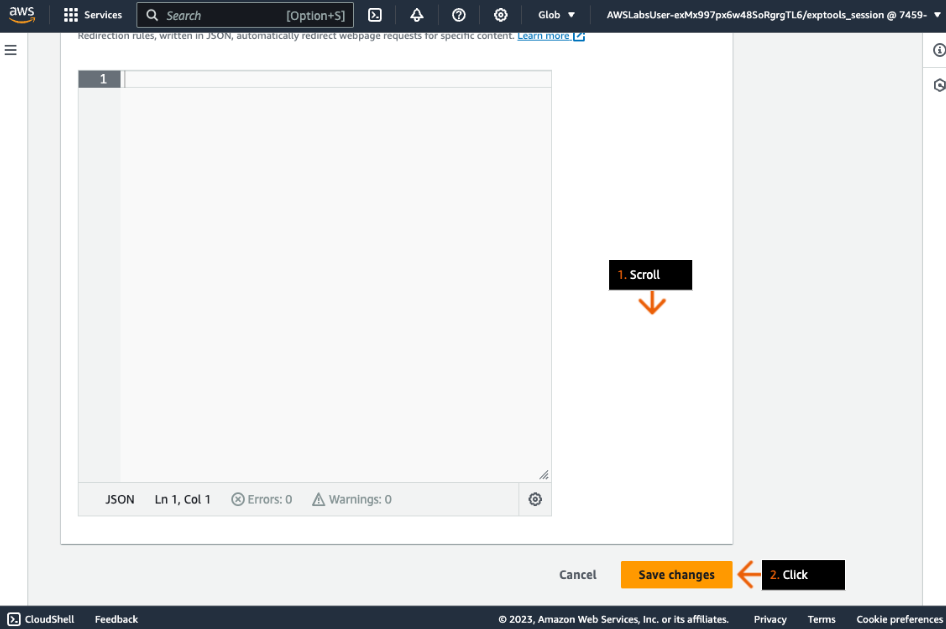 aws Services Search [Option+S] Glob AWSLabsUser-exMx997px6w48SoRgrgTL6/exptools_session @ 7459-
Redirection rules, written in JSON, automatically redirect webpage requests for specific content. Learn more
1
1. Scroll
JSON Ln 1, Col 1 Errors: 0 Warnings: 0
Cancel Save changes 2. Click
CloudShell Feedback © 2023, Amazon Web Services, Inc. or its affiliates. Privacy Terms Cookie preferences